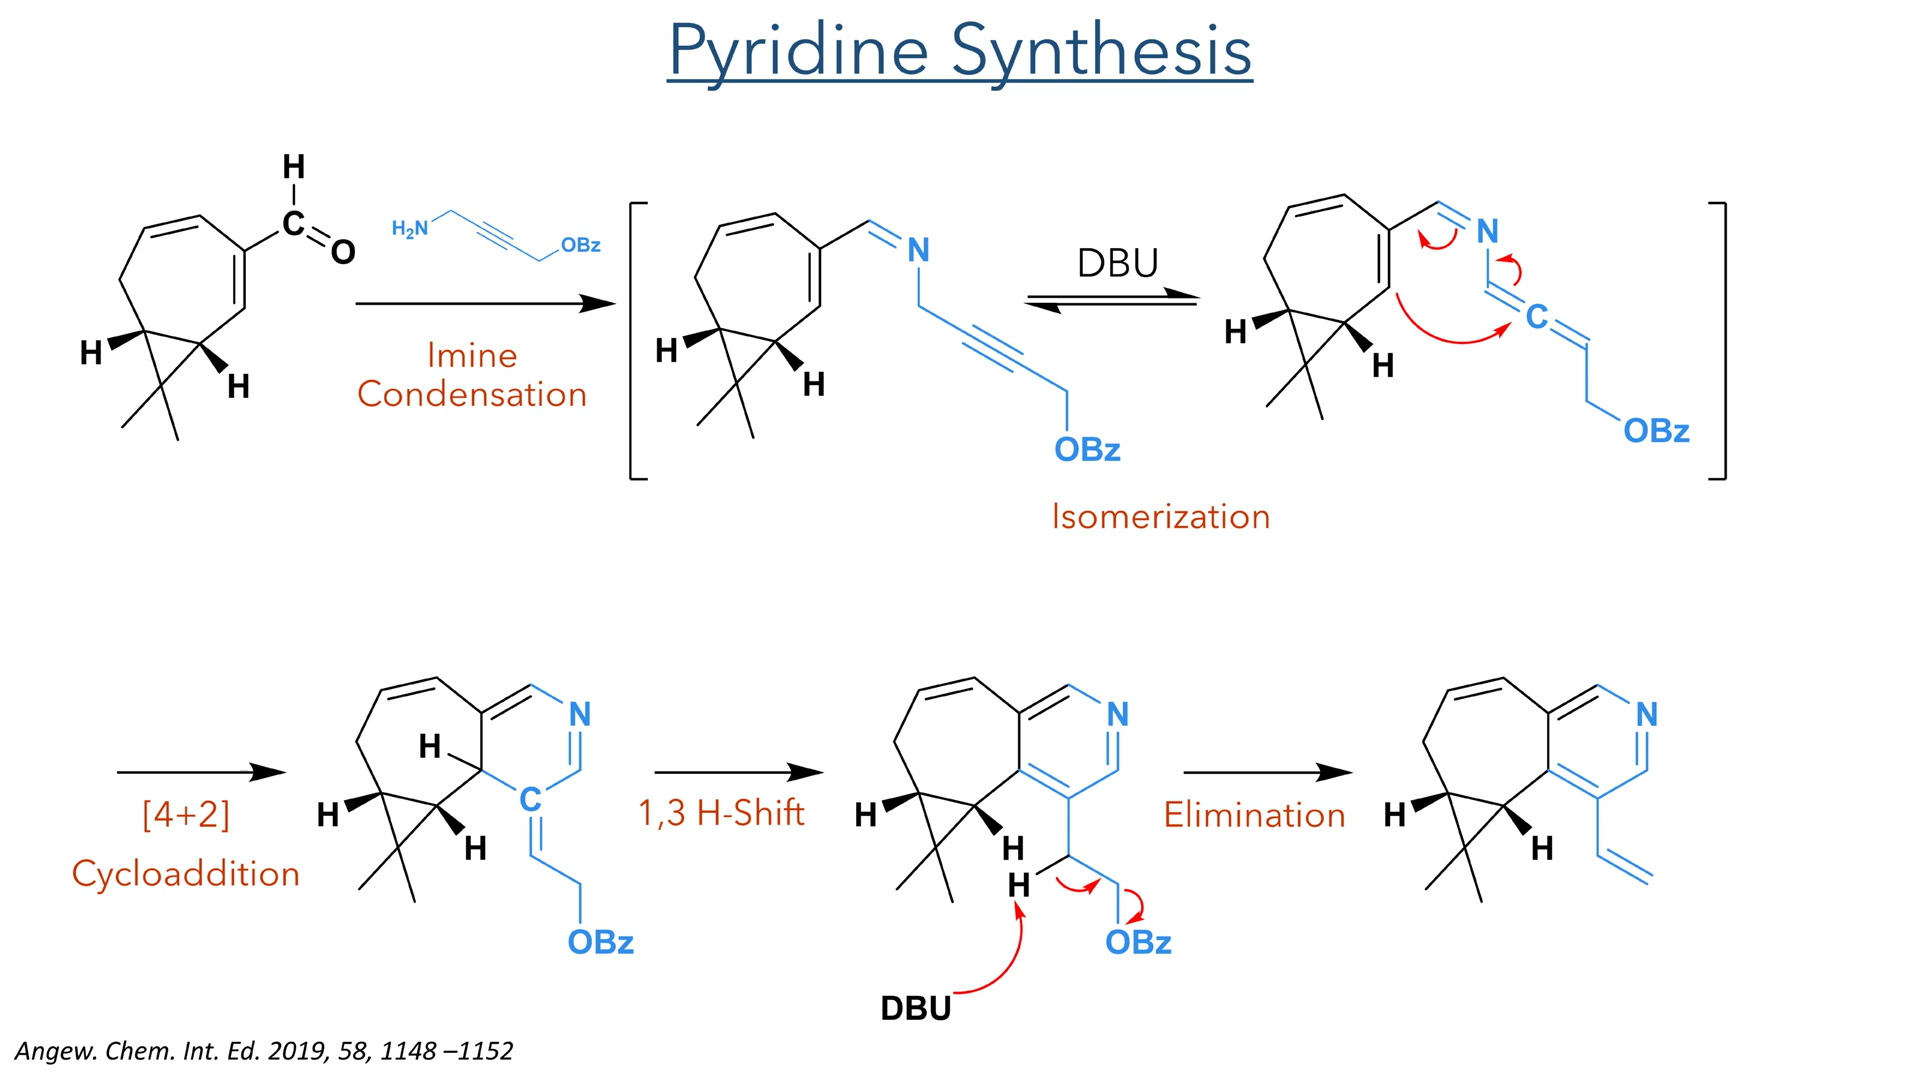 Pyridine Synthesis
H
C
O
H
H
H₂N
OBz
Imine
Condensation
N
H
H
OBz
DBU
Isomerization
N
C
H
H
OBz
[4+2]
Cycloaddition
N
H
C
H
H
OBz
1,3 H-Shift
N
H
H
H
OBz
DBU
Elimination
N
H
H
Angew. Chem. Int. Ed. 2019, 58, 1148 –1152